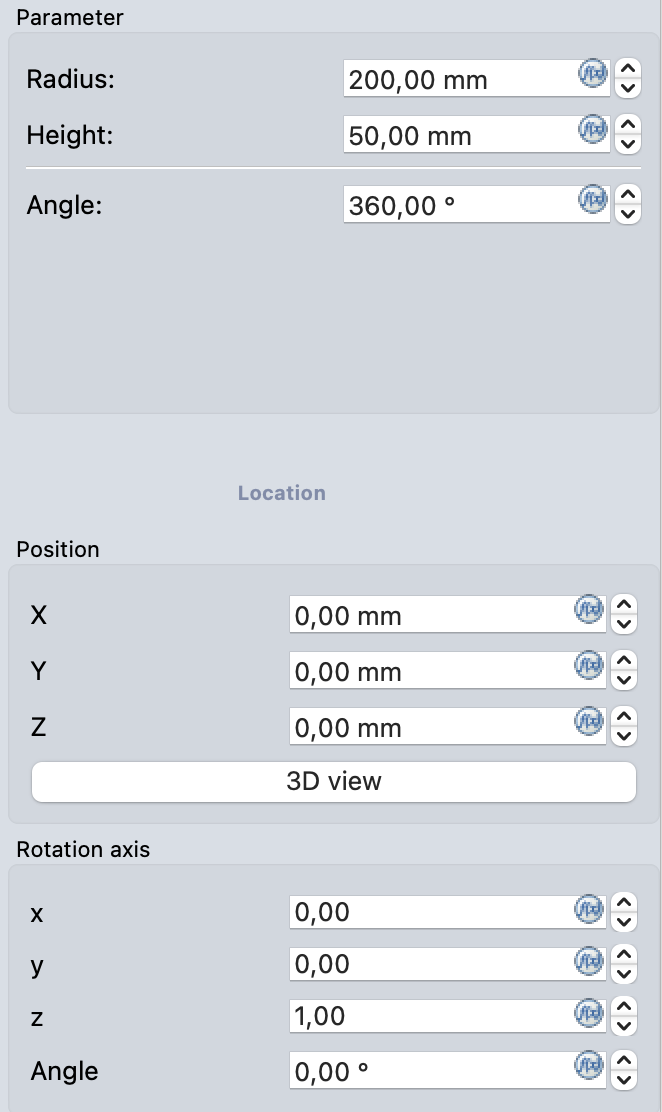 Parameter
Radius: 200,00 mm
Height: 50,00 mm
Angle: 360,00 °
Location
Position
X 0,00 mm
Y 0,00 mm
Z 0,00 mm
3D view
Rotation axis
x 0,00
y 0,00
z 1,00
Angle 0,00 °